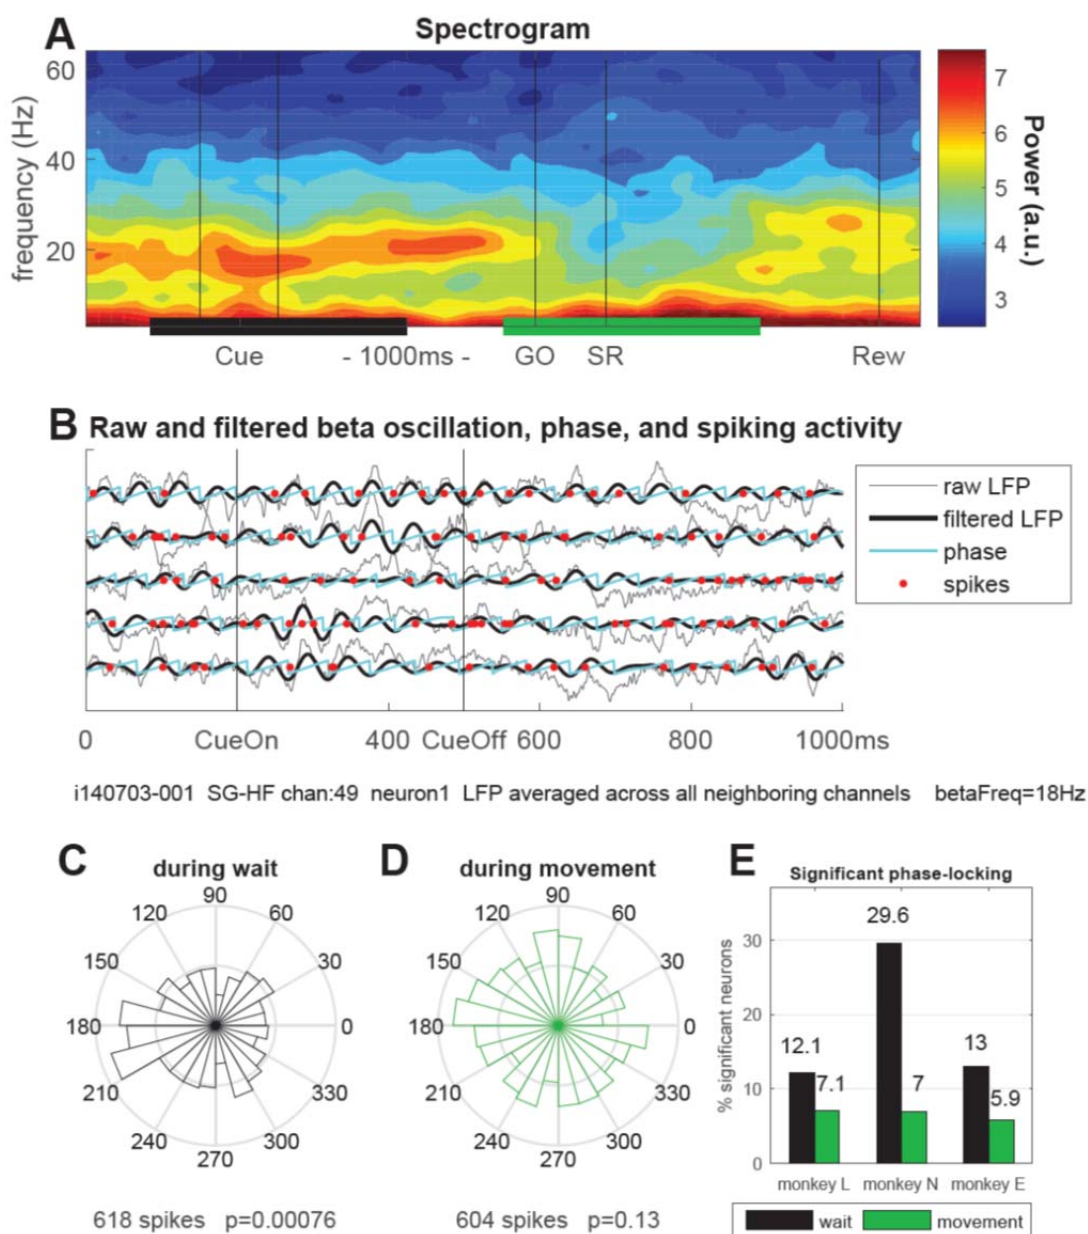 A
Spectrogram
60
40
20
frequency (Hz)
Cue
- 1000ms -
GO
SR
Rew
7
6
5
4
3
Power (a.u.)
B
Raw and filtered beta oscillation, phase, and spiking activity
raw LFP
filtered LFP
phase
spikes
0 CueOn 400 CueOff 600 800 1000ms
i140703-001 SG-HF chan:49 neuron1 LFP averaged across all neighboring channels betaFreq=18Hz
C
during wait
90
120 60
150 30
180 0
210 330
240 300
270
618 spikes p=0.00076
D
during movement
90
120 60
150 30
180 0
210 330
240 300
270
604 spikes p=0.13
E
Significant phase-locking
% significant neurons
30
20
10
0
12.1
7.1
29.6
7
13
5.9
monkey L monkey N monkey E
wait movement